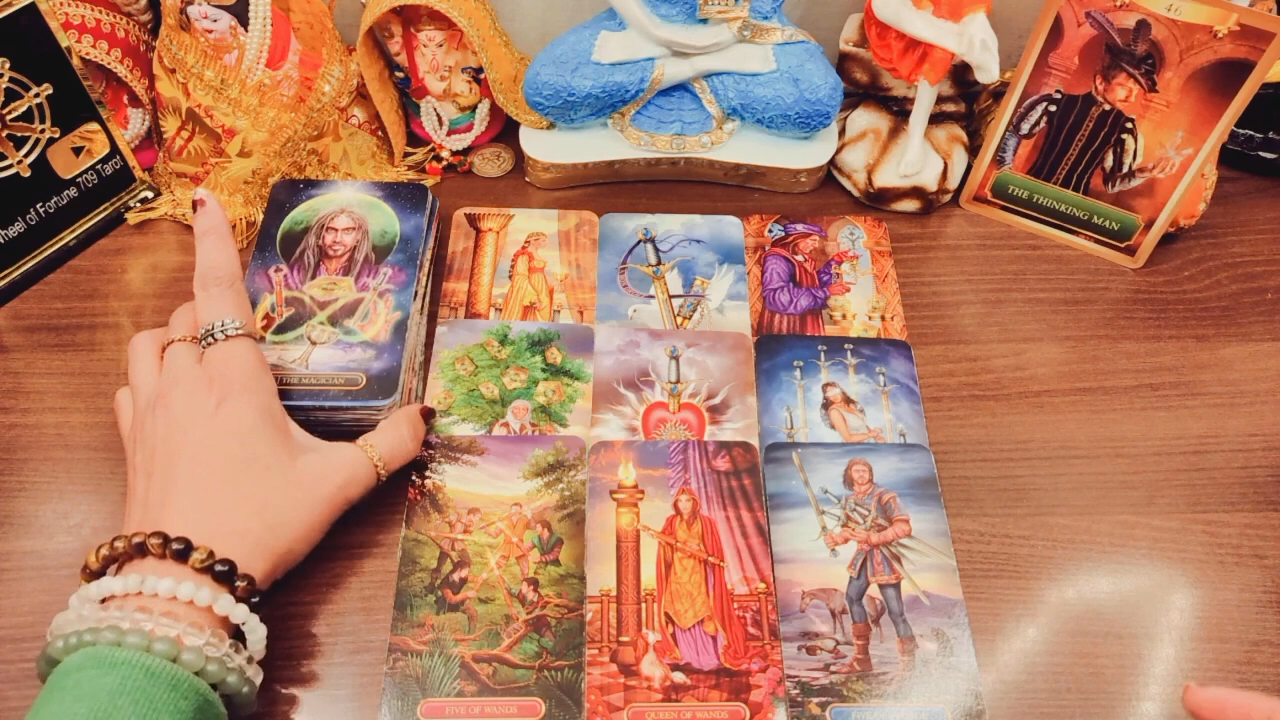 Wheel of Fortune 709 Tarot
46
THE THINKING MAN
THE MAGICIAN
FIVE OF WANDS
QUEEN OF WANDS